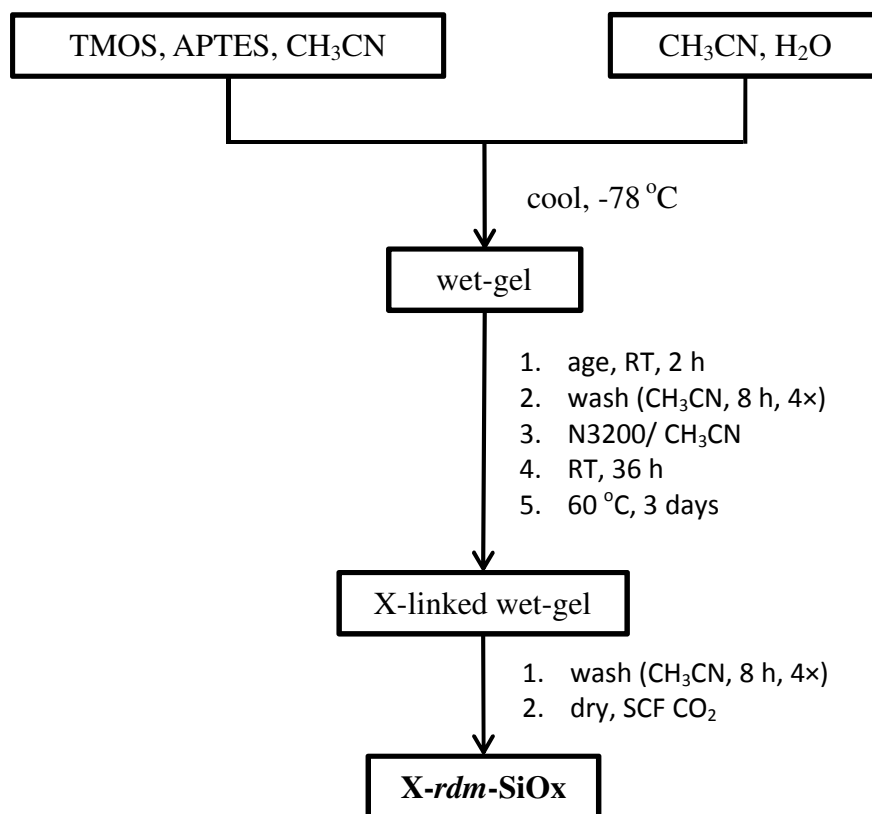 TMOS, APTES, CH₃CN
CH₃CN, H₂O
cool, -78 °C
wet-gel
1. age, RT, 2 h
2. wash (CH₃CN, 8 h, 4×)
3. N3200/ CH₃CN
4. RT, 36 h
5. 60 °C, 3 days
X-linked wet-gel
1. wash (CH₃CN, 8 h, 4×)
2. dry, SCF CO₂
X-rdm-SiOx